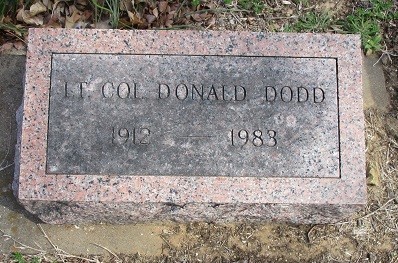 LT. COL. DONALD DODD
1912 — 1983